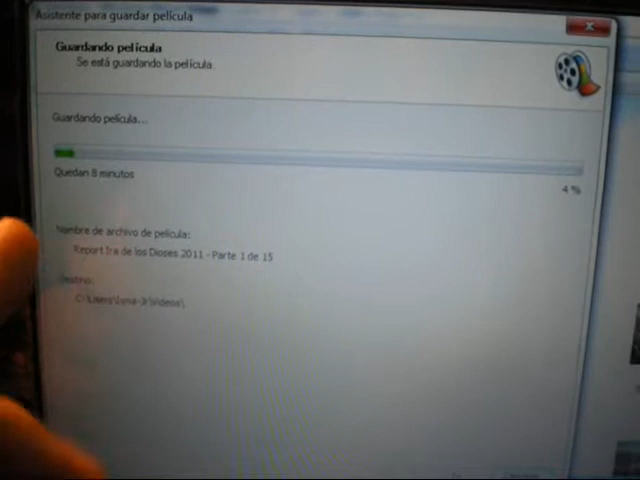 Asistente para guardar película
Guardando película
Se está guardando la película
Guardando película...
Quedan 8 minutos
4 %
Nombre de archivo de película:
Report Ira de los Dioses 2011 - Parte 1 de 15
Destino: